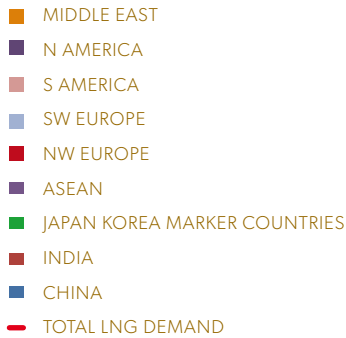 MIDDLE EAST
N AMERICA
S AMERICA
SW EUROPE
NW EUROPE
ASEAN
JAPAN KOREA MARKER COUNTRIES
INDIA
CHINA
TOTAL LNG DEMAND